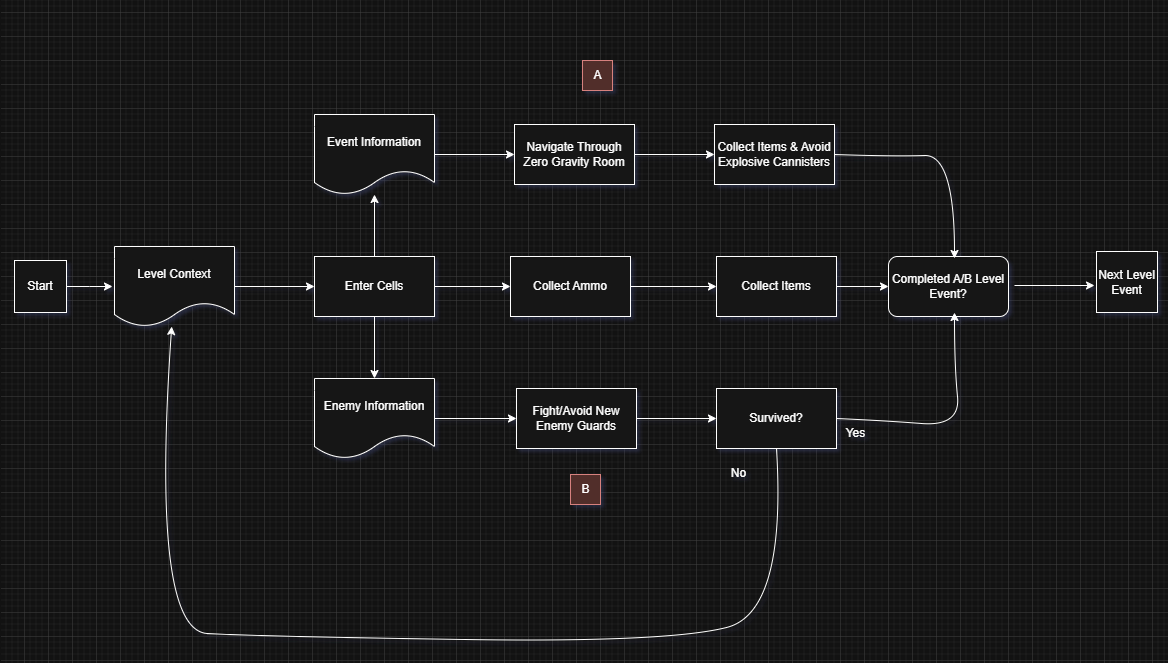 A
Event Information
Navigate Through
Zero Gravity Room
Collect Items & Avoid
Explosive Cannisters
Start
Level Context
Enter Cells
Collect Ammo
Collect Items
Completed A/B Level
Event?
Next Level
Event
Enemy Information
Fight/Avoid New
Enemy Guards
Survived?
Yes
No
B